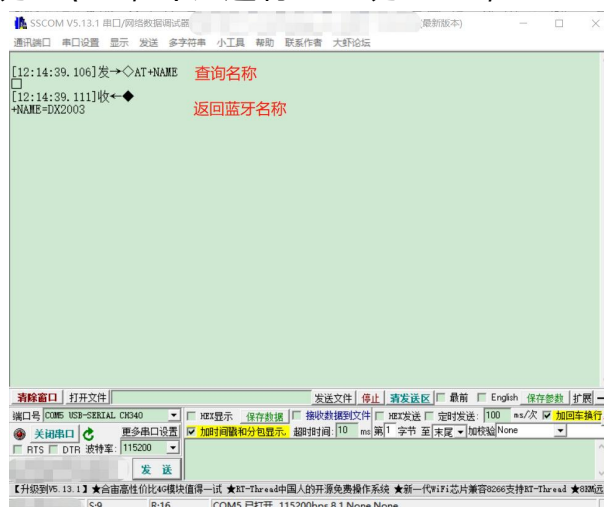 SSCOM V5.13.1 串口/网络数据调试器 最新版本)
通讯端口 串口设置 显示 发送 多字符串 小工具 帮助 联系作者 大虾论坛
[12:14:39.106]发→◇AT+NAME 查询名称
□
[12:14:39.111]收←◆
+NAME=DX2003 返回蓝牙名称
清除窗口 打开文件 发送文件 停止 清发送区 最前 English 保存参数 扩展 —
端口号 COM5 USB-SERIAL CH340 HEX显示 保存数据 接收数据到文件 HEX发送 定时发送: 100 ms/次 加回车换行
关闭串口 更多串口设置 加时间戳和分包显示. 超时时间: 10 ms 第1 字节 至 末尾 加校验 None
RTS DTR 波特率: 115200
发 送
【升级到V5.13.1】★合宙高性价比4G模块值得一试 ★RT-Thread中国人的开源免费操作系统 ★新一代WiFi芯片兼容8266支持RT-Thread ★8KM远
S:9 R:16 COM5 已打开 115200bps,8,1,None,None